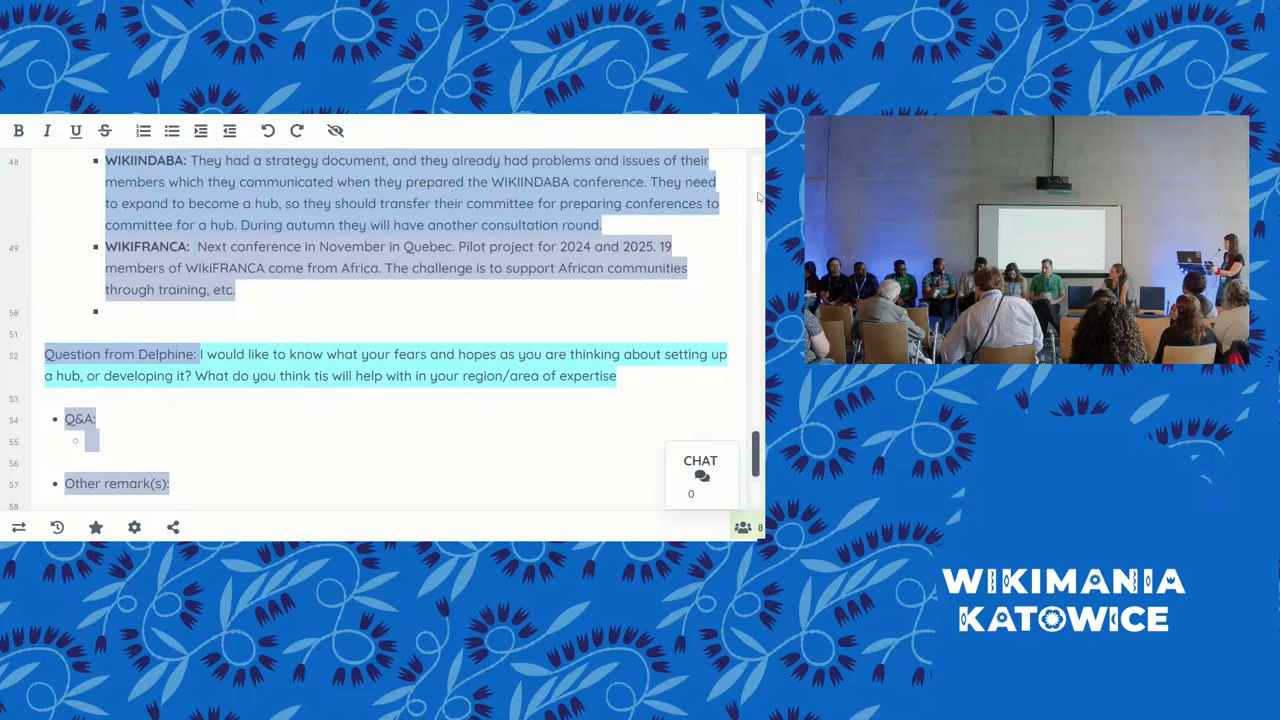 B I U S
48
WIKIINDABA: They had a strategy document, and they already had problems and issues of their
members which they communicated when they prepared the WIKIINDABA conference. They need
to expand to become a hub, so they should transfer their committee for preparing conferences to
committee for a hub. During autumn they will have another consultation round.
49
WIKIFRANCA: Next conference in November in Quebec. Pilot project for 2024 and 2025. 19
members of WIkiFRANCA come from Africa. The challenge is to support African communities
through training, etc.
50
51
52
Question from Delphine: I would like to know what your fears and hopes as you are thinking about setting up
a hub, or developing it? What do you think tis will help with in your region/area of expertise
53
54
Q&A:
55
56
57
Other remark(s):
58
CHAT
0
8
WIKIMANIA
KATOWICE